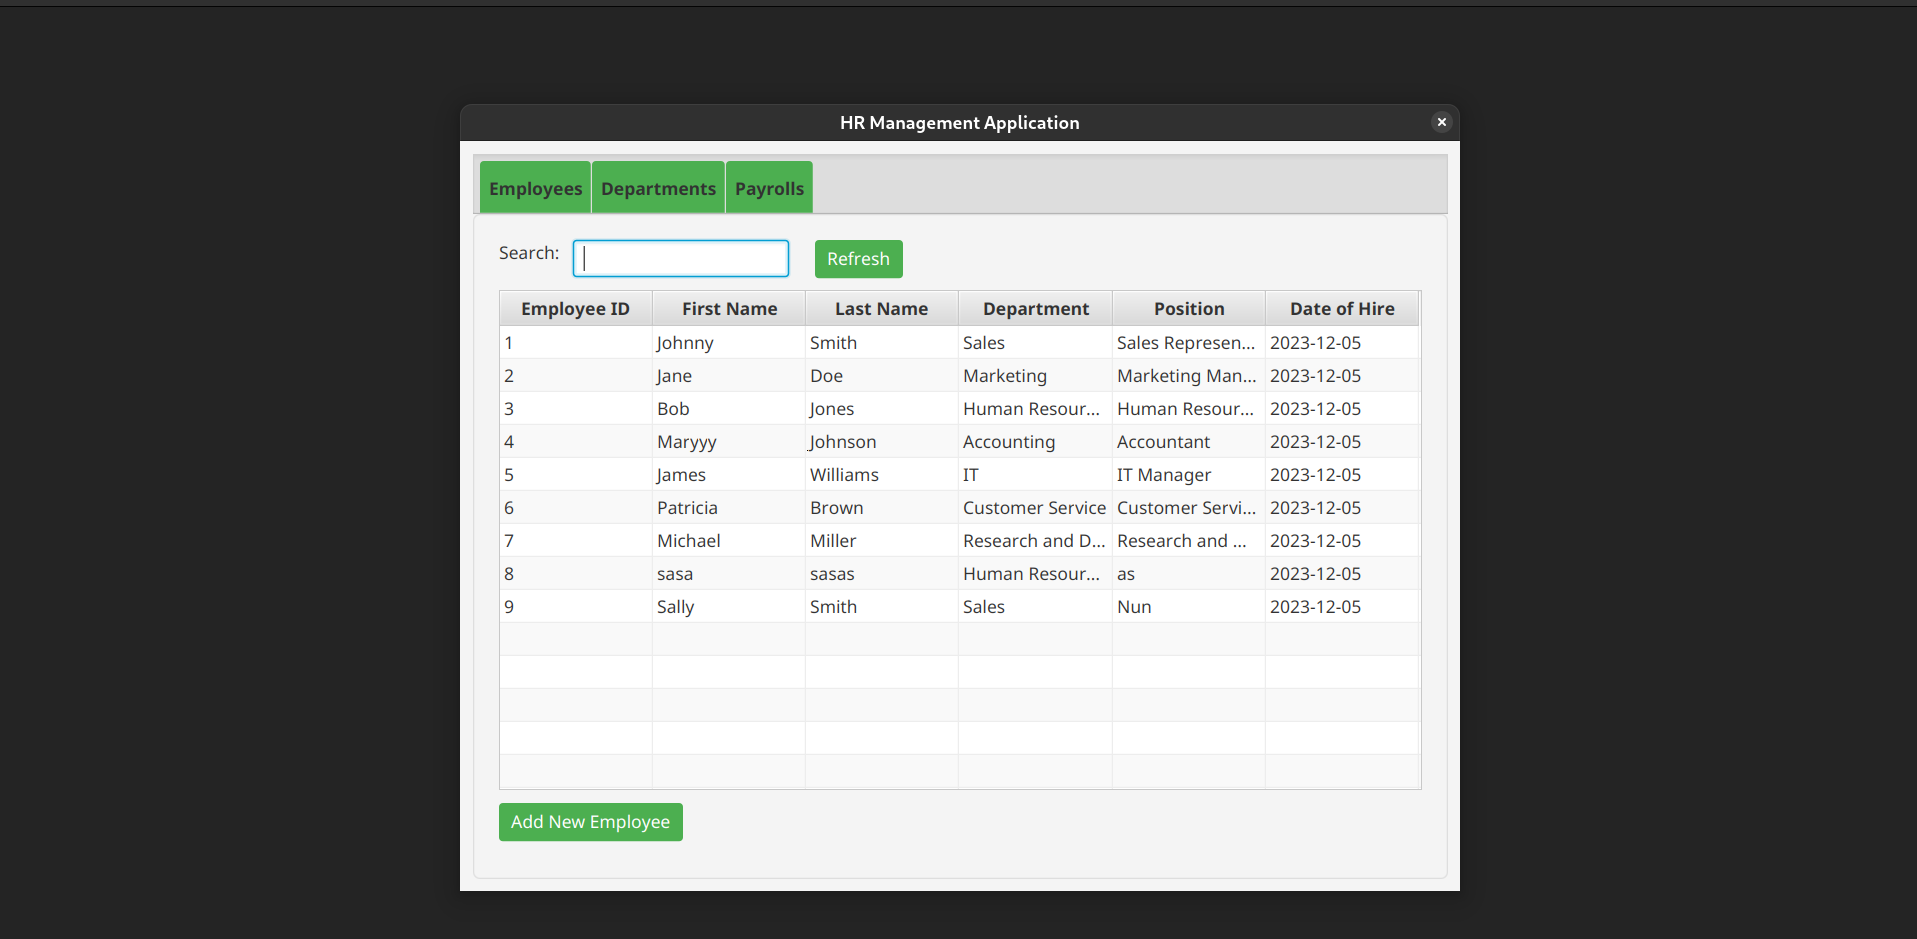 HR Management Application
Employees Departments Payrolls
Search: Refresh
Employee ID First Name Last Name Department Position Date of Hire
1 Johnny Smith Sales Sales Represen... 2023-12-05
2 Jane Doe Marketing Marketing Man... 2023-12-05
3 Bob Jones Human Resour... Human Resour... 2023-12-05
4 Maryyy Johnson Accounting Accountant 2023-12-05
5 James Williams IT IT Manager 2023-12-05
6 Patricia Brown Customer Service Customer Servi... 2023-12-05
7 Michael Miller Research and D... Research and ... 2023-12-05
8 sasa sasas Human Resour... as 2023-12-05
9 Sally Smith Sales Nun 2023-12-05
Add New Employee